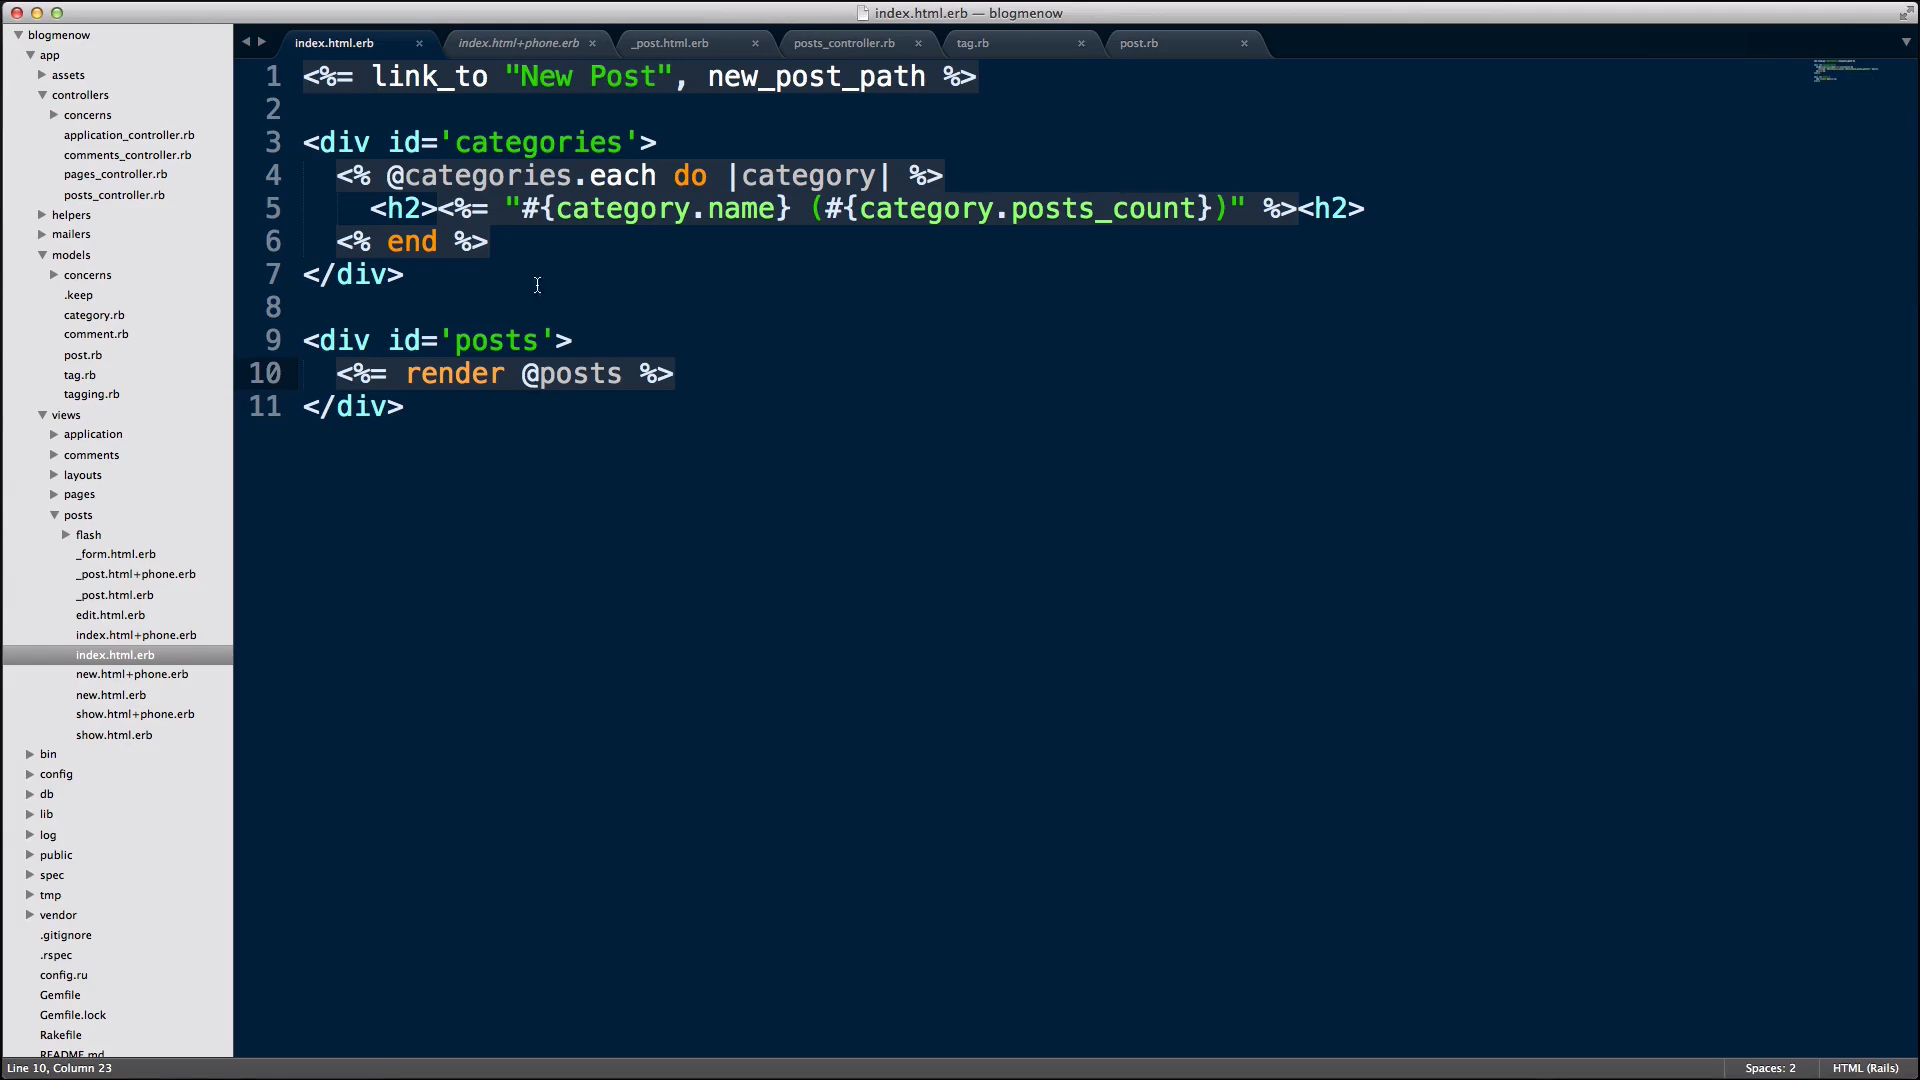 index.html.erb — blogmenow
blogmenow
app
assets
controllers
concerns
application_controller.rb
comments_controller.rb
pages_controller.rb
posts_controller.rb
helpers
mailers
models
concerns
.keep
category.rb
comment.rb
post.rb
tag.rb
tagging.rb
views
application
comments
layouts
pages
posts
flash
_form.html.erb
_post.html+phone.erb
_post.html.erb
edit.html.erb
index.html+phone.erb
index.html.erb
new.html+phone.erb
new.html.erb
show.html+phone.erb
show.html.erb
bin
config
db
lib
log
public
spec
tmp
vendor
.gitignore
.rspec
config.ru
Gemfile
Gemfile.lock
Rakefile
README.md
index.html.erb × index.html+phone.erb × _post.html.erb × posts_controller.rb × tag.rb × post.rb ×
1 <%= link_to "New Post", new_post_path %>
2
3 <div id='categories'>
4 <% @categories.each do |category| %>
5 <h2><%= "#{category.name} (#{category.posts_count})" %><h2>
6 <% end %>
7 </div>
8
9 <div id='posts'>
10 <%= render @posts %>
11 </div>
Line 10, Column 23
Spaces: 2
HTML (Rails)